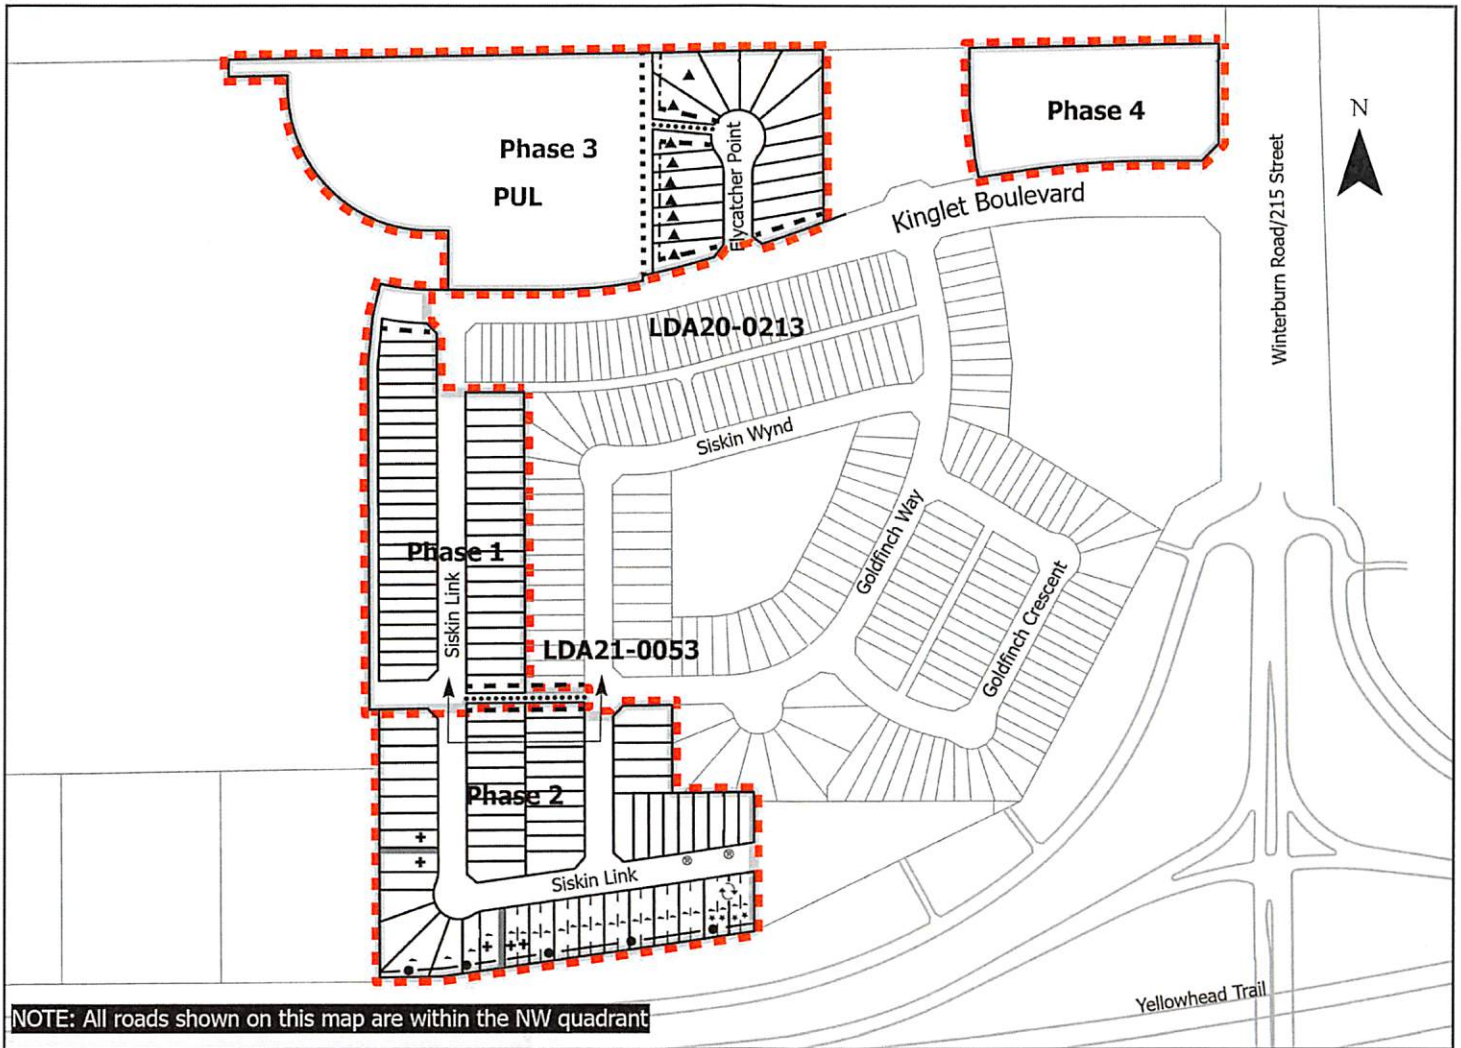 Phase 4
N
Phase 3
PUL
Flycatcher Point
Kinglet Boulevard
Winterburn Road/215 Street
LDA20-0213
Siskin Wynd
Goldfinch Way
Phase 1
Siskin Link
Goldfinch Crescent
LDA21-0053
Phase 2
Siskin Link
Yellowhead Trail
NOTE: All roads shown on this map are within the NW quadrant